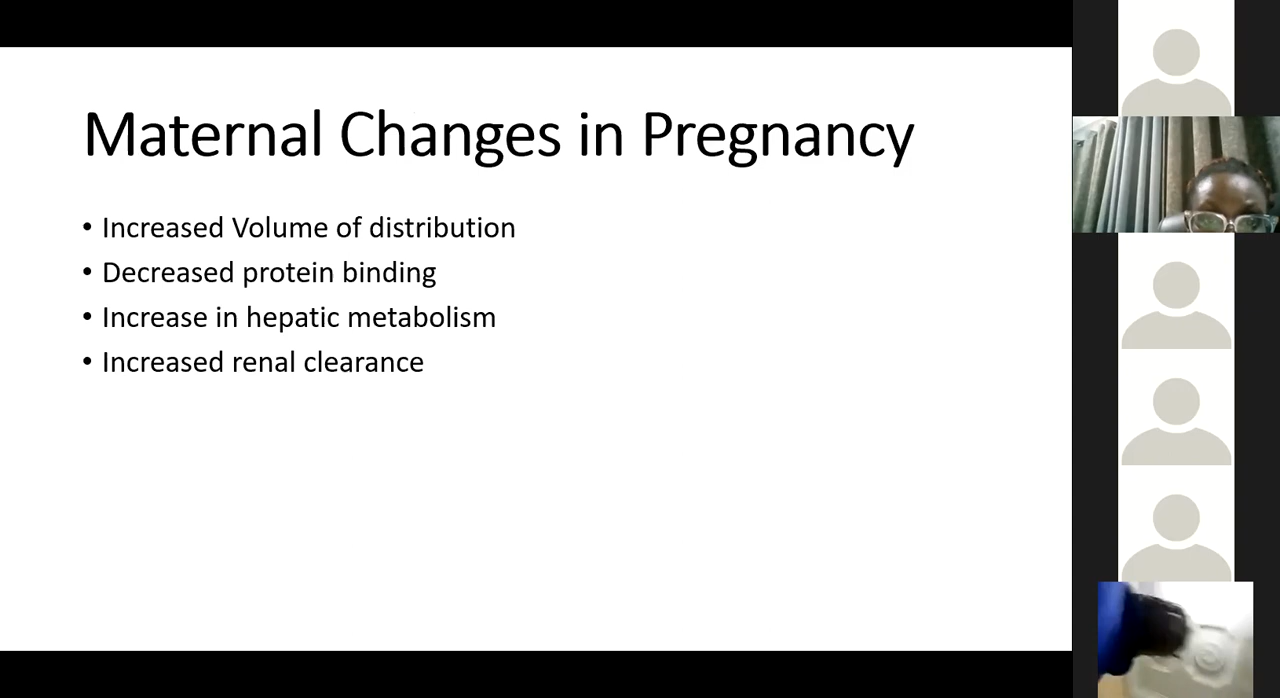 Maternal Changes in Pregnancy
• Increased Volume of distribution
• Decreased protein binding
• Increase in hepatic metabolism
• Increased renal clearance